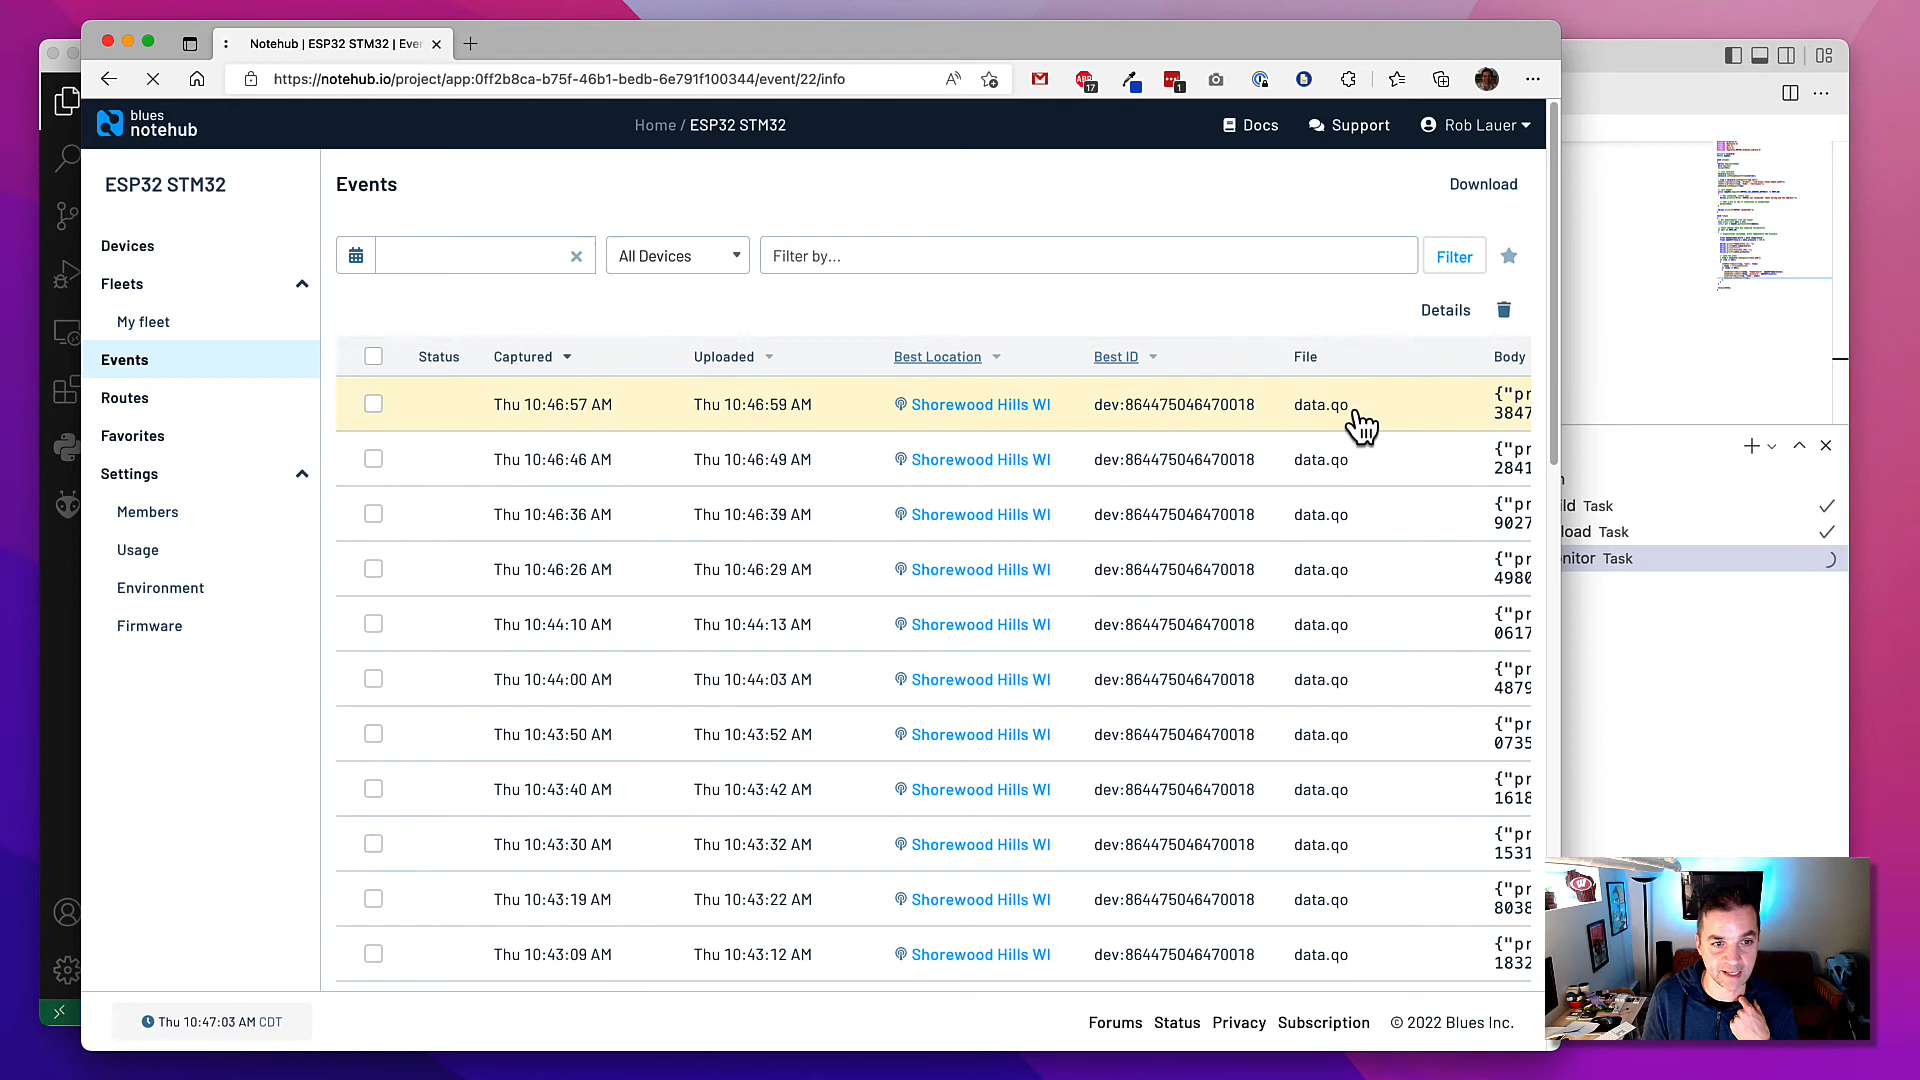 Notehub | ESP32 STM32 | Eve
https://notehub.io/project/app:0ff2b8ca-b75f-46b1-bedb-6e791f100344/event/22/info
17
1
blues
notehub
Home / ESP32 STM32
Docs
Support
Rob Lauer
ESP32 STM32
Devices
Fleets
My fleet
Events
Routes
Favorites
Settings
Members
Usage
Environment
Firmware
Events
Download
All Devices
Filter by...
Filter
Details
Status Captured Uploaded Best Location Best ID File Body
Thu 10:46:57 AM Thu 10:46:59 AM Shorewood Hills WI dev:864475046470018 data.qo {"pr
3847
Thu 10:46:46 AM Thu 10:46:49 AM Shorewood Hills WI dev:864475046470018 data.qo {"pr
2841
Thu 10:46:36 AM Thu 10:46:39 AM Shorewood Hills WI dev:864475046470018 data.qo {"pr
9027
Thu 10:46:26 AM Thu 10:46:29 AM Shorewood Hills WI dev:864475046470018 data.qo {"pr
4980
Thu 10:44:10 AM Thu 10:44:13 AM Shorewood Hills WI dev:864475046470018 data.qo {"pr
0617
Thu 10:44:00 AM Thu 10:44:03 AM Shorewood Hills WI dev:864475046470018 data.qo {"pr
4879
Thu 10:43:50 AM Thu 10:43:52 AM Shorewood Hills WI dev:864475046470018 data.qo {"pr
0735
Thu 10:43:40 AM Thu 10:43:42 AM Shorewood Hills WI dev:864475046470018 data.qo {"pr
1618
Thu 10:43:30 AM Thu 10:43:32 AM Shorewood Hills WI dev:864475046470018 data.qo {"pr
1531
Thu 10:43:19 AM Thu 10:43:22 AM Shorewood Hills WI dev:864475046470018 data.qo {"pr
8038
Thu 10:43:09 AM Thu 10:43:12 AM Shorewood Hills WI dev:864475046470018 data.qo {"pr
1832
Thu 10:47:03 AM CDT
Forums Status Privacy Subscription © 2022 Blues Inc.
ild Task
load Task
nitor Task
W